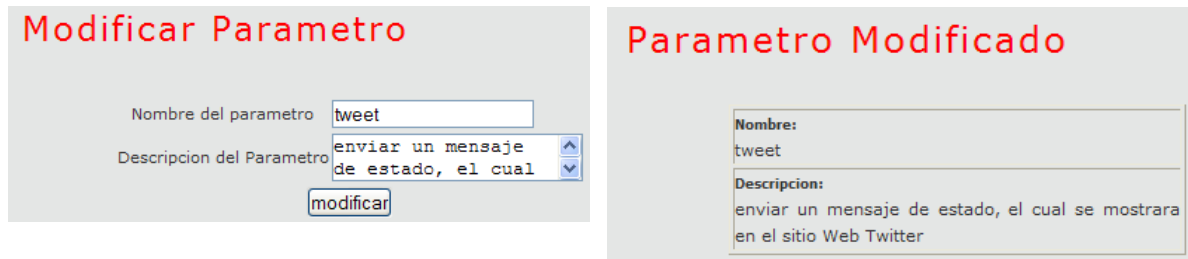 Modificar Parametro
Nombre del parametro tweet
Descripcion del Parametro enviar un mensaje
de estado, el cual
modificar
Parametro Modificado
Nombre:
tweet
Descripcion:
enviar un mensaje de estado, el cual se mostrara
en el sitio Web Twitter